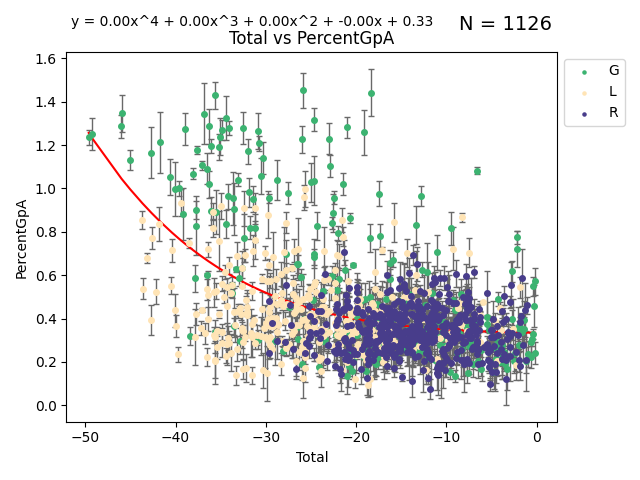 y = 0.00x^4 + 0.00x^3 + 0.00x^2 + -0.00x + 0.33
N = 1126
Total vs PercentGpA
G
L
R
PercentGpA
1.6
1.4
1.2
1.0
0.8
0.6
0.4
0.2
0.0
−50
−40
−30
−20
−10
0
Total